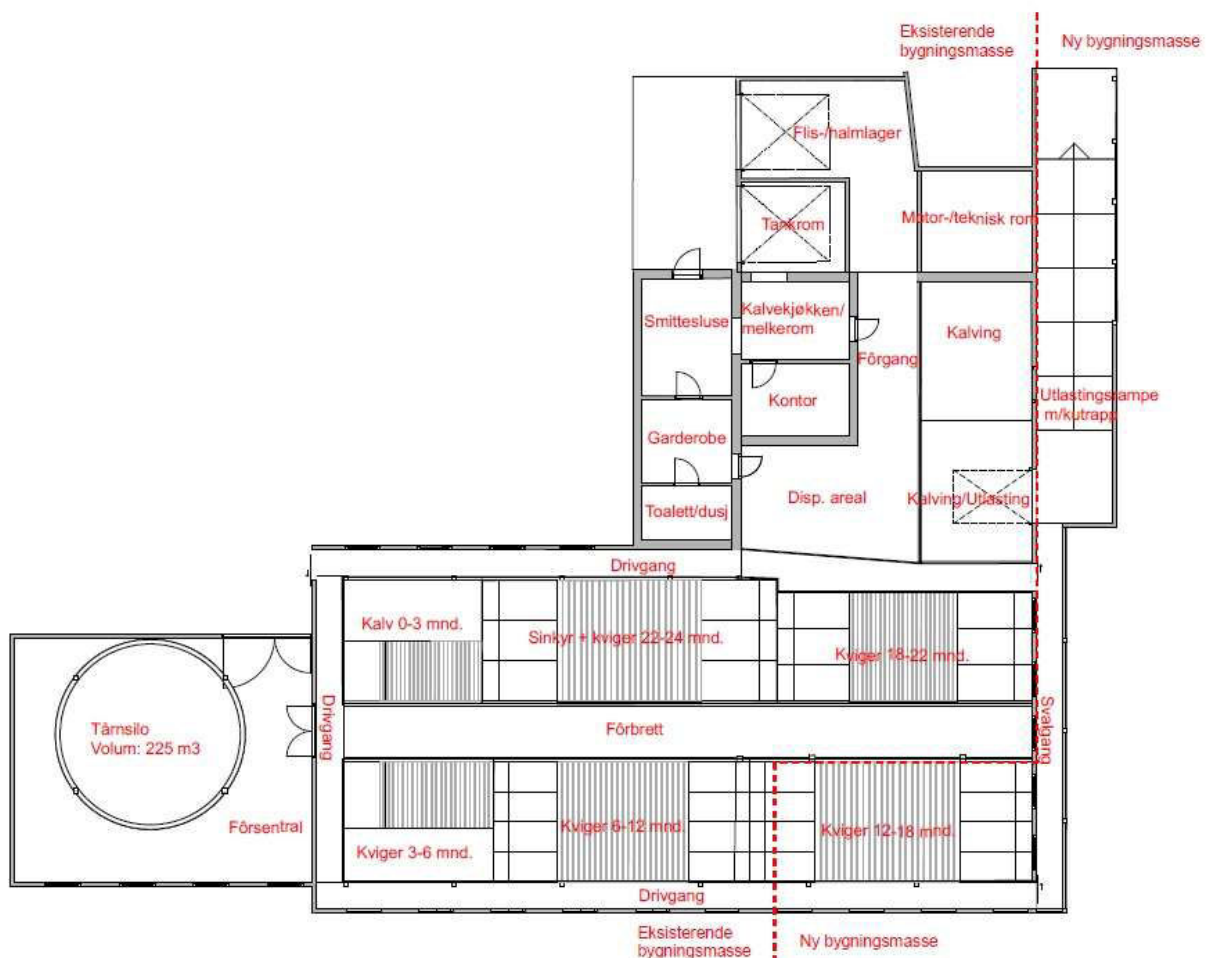 Eksisterende
bygningsmasse
Ny bygningsmasse
Flis-/halmlager
Tankrom
Motor-/teknisk rom
Smittesluse
Kalvekjøkken/
melkerom
Kalving
Fôrgang
Kontor
Utlastingsrampe
m/kutrapp
Garderobe
Disp. areal
Kalving/Utlasting
Toalett/dusj
Drivgang
Kalv 0-3 mnd.
Sinkyr + kviger 22-24 mnd.
Kviger 18-22 mnd.
Tårnsilo
Volum: 225 m3
Drivgang
Fôrbrett
Svalgang
Fôrsentral
Kviger 6-12 mnd.
Kviger 12-18 mnd.
Kviger 3-6 mnd.
Drivgang
Eksisterende
bygningsmasse
Ny bygningsmasse